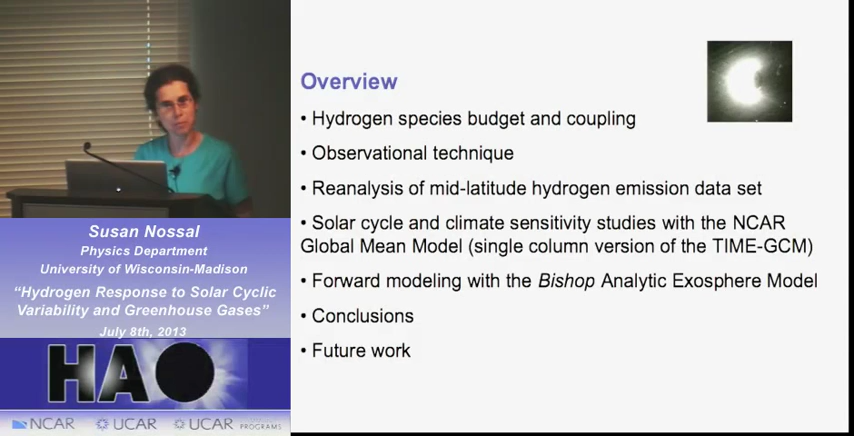 Overview
• Hydrogen species budget and coupling
• Observational technique
• Reanalysis of mid-latitude hydrogen emission data set
• Solar cycle and climate sensitivity studies with the NCAR
Global Mean Model (single column version of the TIME-GCM)
• Forward modeling with the Bishop Analytic Exosphere Model
• Conclusions
• Future work
Susan Nossal
Physics Department
University of Wisconsin-Madison
"Hydrogen Response to Solar Cyclic
Variability and Greenhouse Gases"
July 8th, 2013
HAO
NCAR UCAR UCAR
PROGRAMS